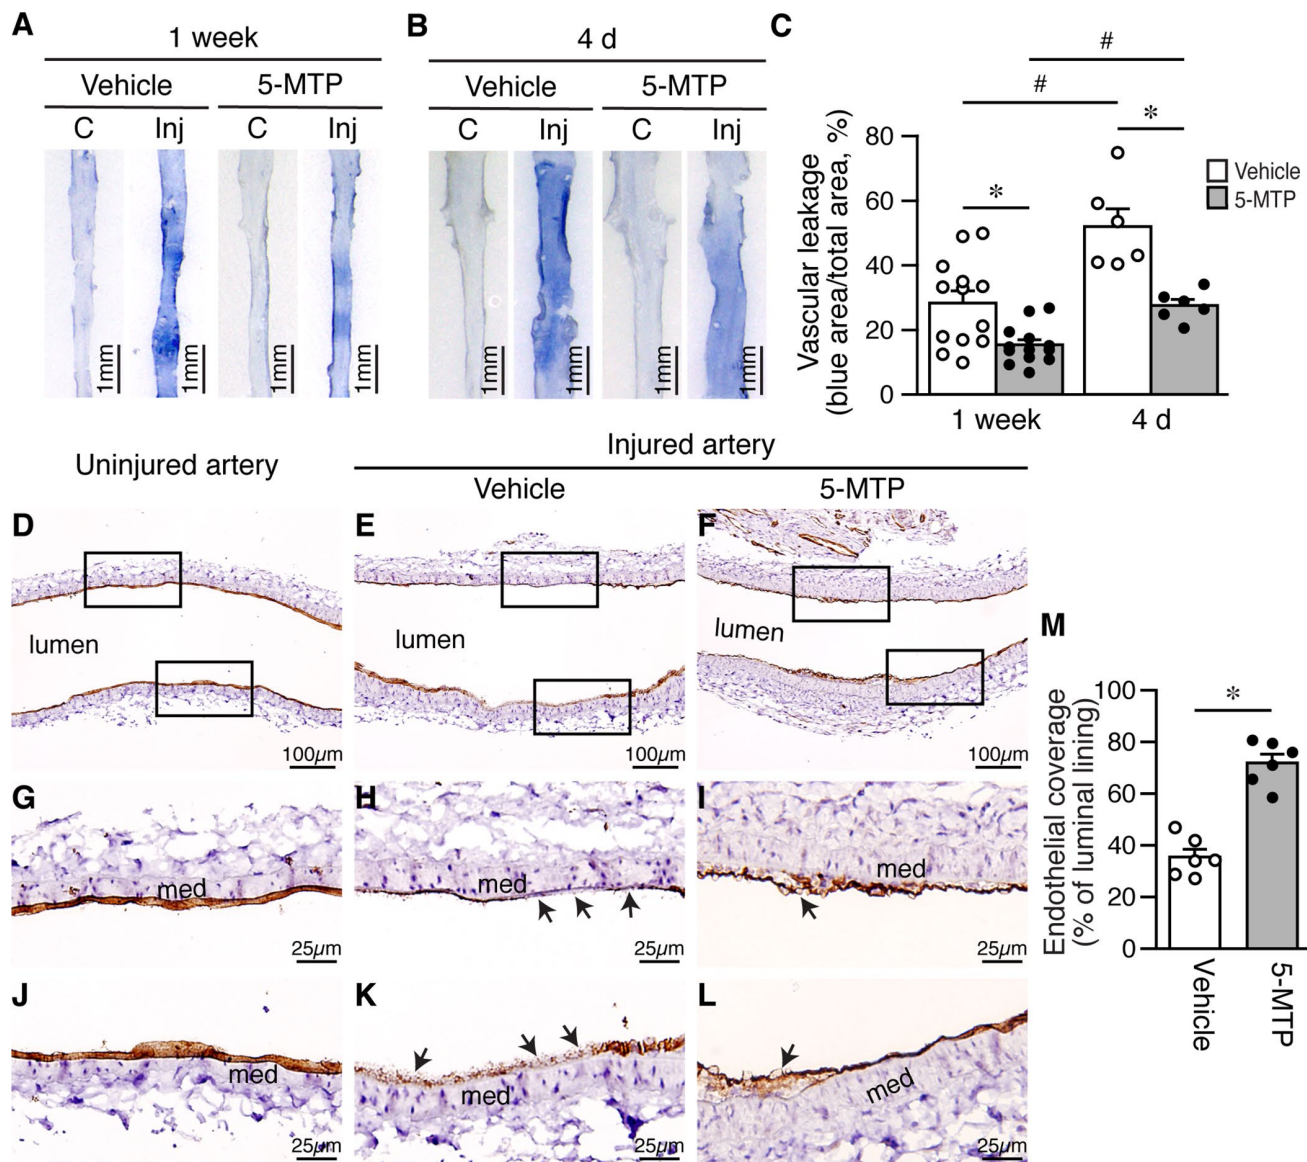 A
1 week
Vehicle
5-MTP
C
Inj
C
Inj
1mm
1mm
1mm
1mm
B
4 d
Vehicle
5-MTP
C
Inj
C
Inj
1mm
1mm
1mm
1mm
C
#
#
*
*
Vascular leakage
(blue area/total area, %)
80
60
40
20
0
1 week
4 d
Vehicle
5-MTP
Uninjured artery
Injured artery
Vehicle
5-MTP
D
lumen
100µm
E
lumen
100µm
F
lumen
100µm
G
med
25µm
H
med
25µm
I
med
25µm
J
med
25µm
K
med
25µm
L
med
25µm
M
*
Endothelial coverage
(% of luminal lining)
100
80
60
40
20
0
Vehicle
5-MTP